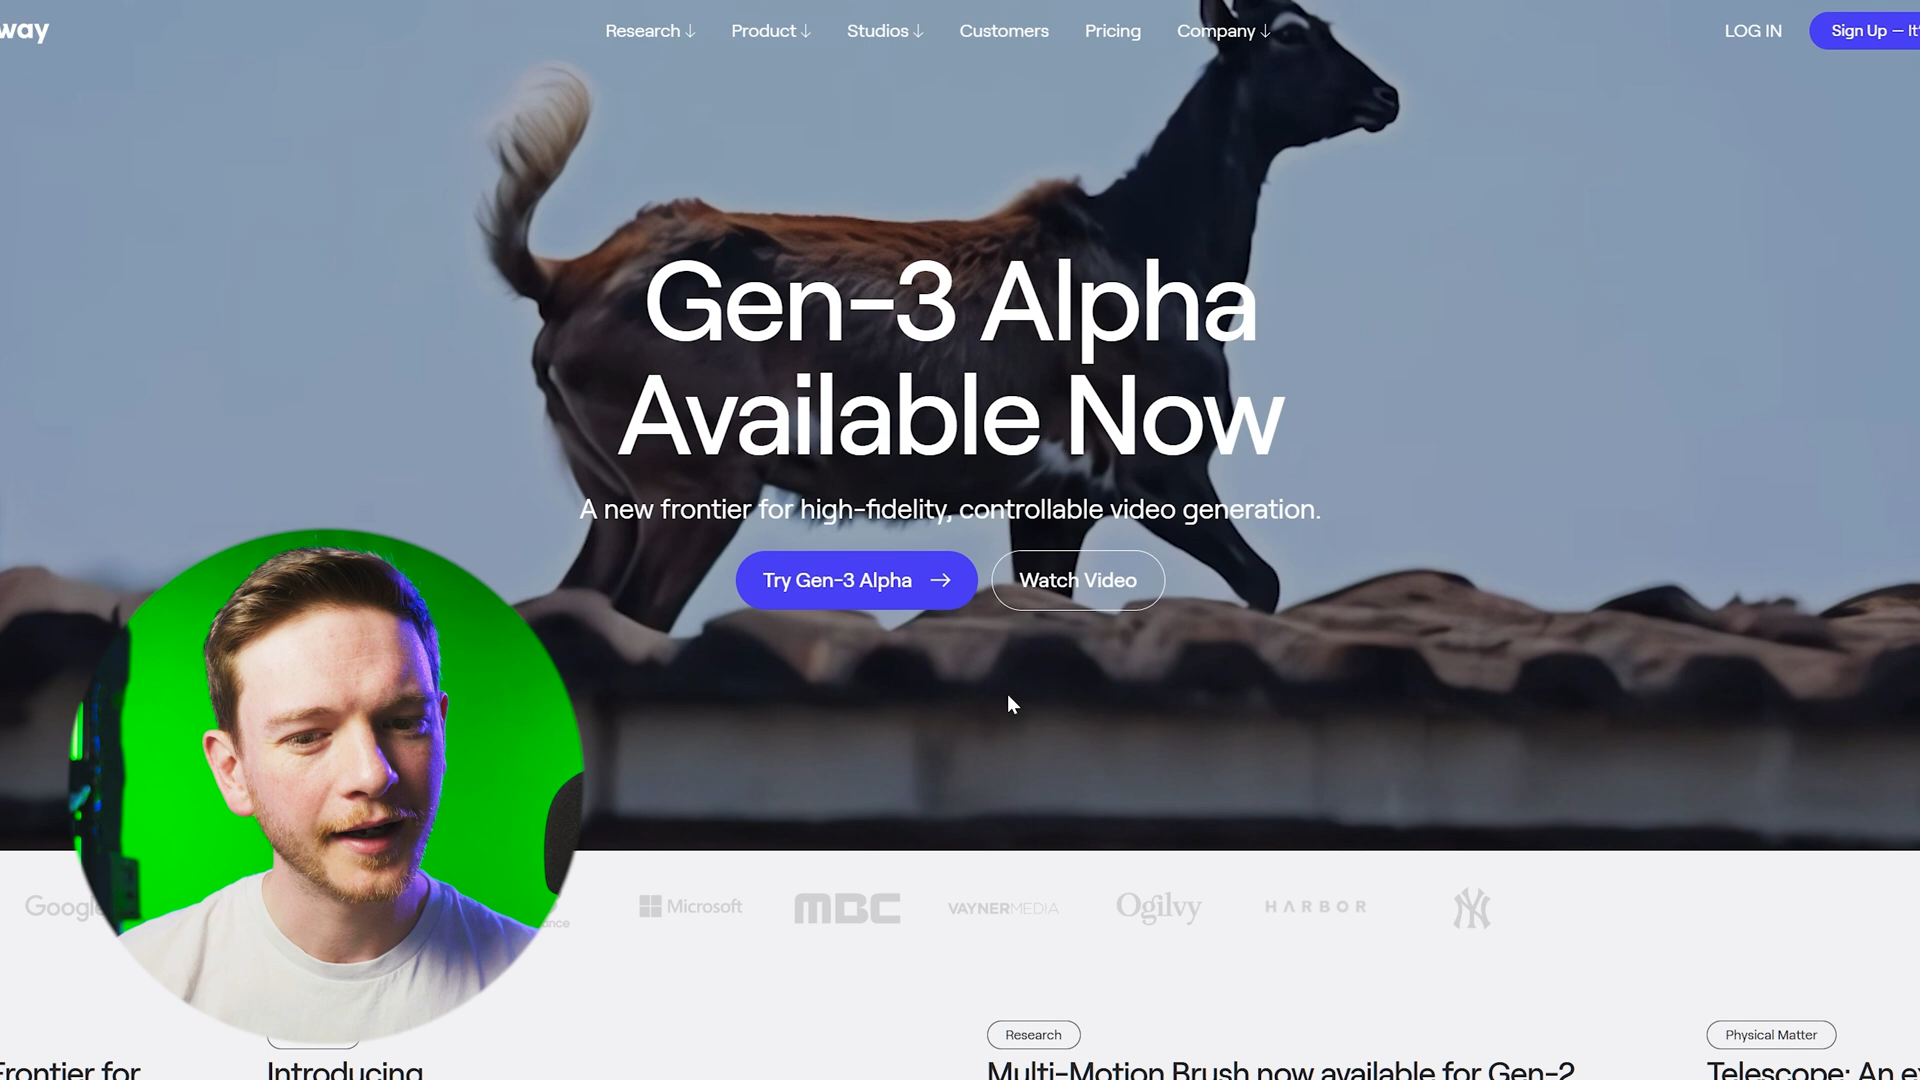 way
Research ↓
Product ↓
Studios ↓
Customers
Pricing
Company ↓
LOG IN
Sign Up — It'
Gen-3 Alpha
Available Now
A new frontier for high-fidelity, controllable video generation.
Try Gen-3 Alpha →
Watch Video
Google
ance
Microsoft
MBC
VAYNERMEDIA
Ogilvy
HARBOR
NY
Research
Physical Matter
Frontier for
Introducing
Multi-Motion Brush now available for Gen-2
Telescope: An e